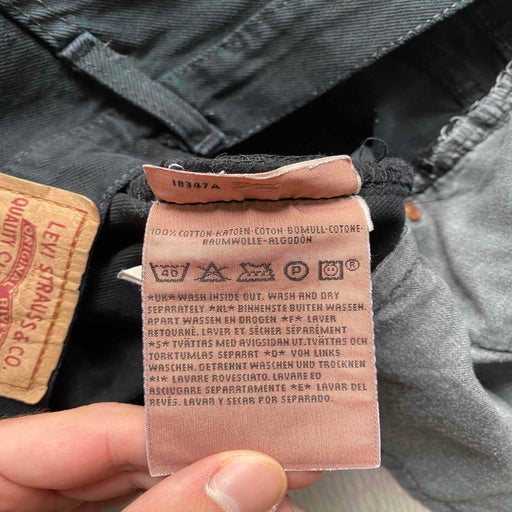 18347A
100% COTTON-KATOEN-COTON-BOMULL-COTONE-
BAUMWOLLE-ALGODÓN
40
P
®
*UK* WASH INSIDE OUT. WASH AND DRY
SEPARATELY *NL* BINNENSTE BUITEN WASSEN.
APART WASSEN EN DROGEN *F* LAVER
RETOURNÉ. LAVER ET SÉCHER SÉPARÉMENT
*S* TVÄTTAS MED AVIGSIDAN UT. TVÄTTAS OCH
TORKTUMLAS SEPARAT *D* VON LINKS
WASCHEN. GETRENNT WASCHEN UND TROCKNEN
*I* LAVARE ROVESCIATO. LAVARE ED
ASCIUGARE SEPARATAMENTE *E* LAVAR DEL
REVÉS. LAVAR Y SECAR POR SEPARADO.
LEVI STRAUSS & CO.
QUALITY